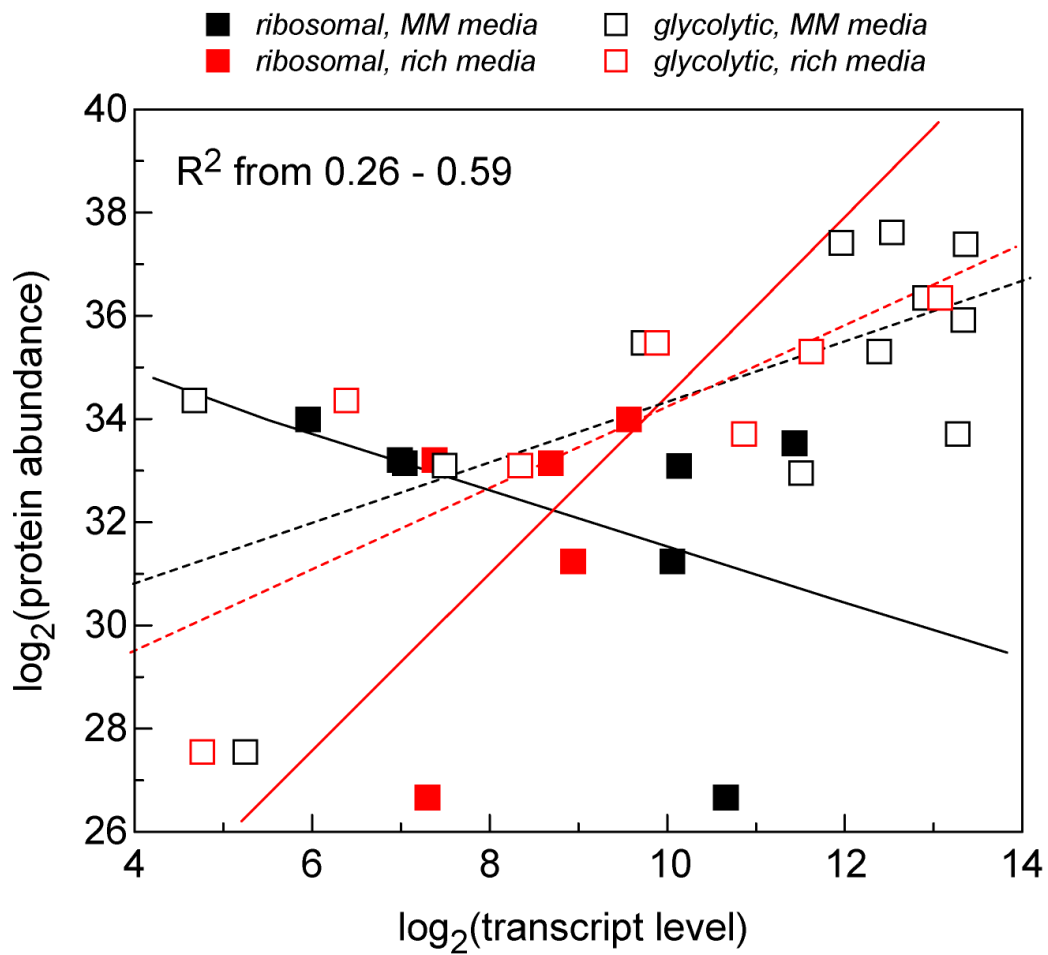 ribosomal, MM media
glycolytic, MM media
ribosomal, rich media
glycolytic, rich media
40
R² from 0.26 - 0.59
38
36
34
32
30
28
26
log₂(protein abundance)
4 6 8 10 12 14
log₂(transcript level)